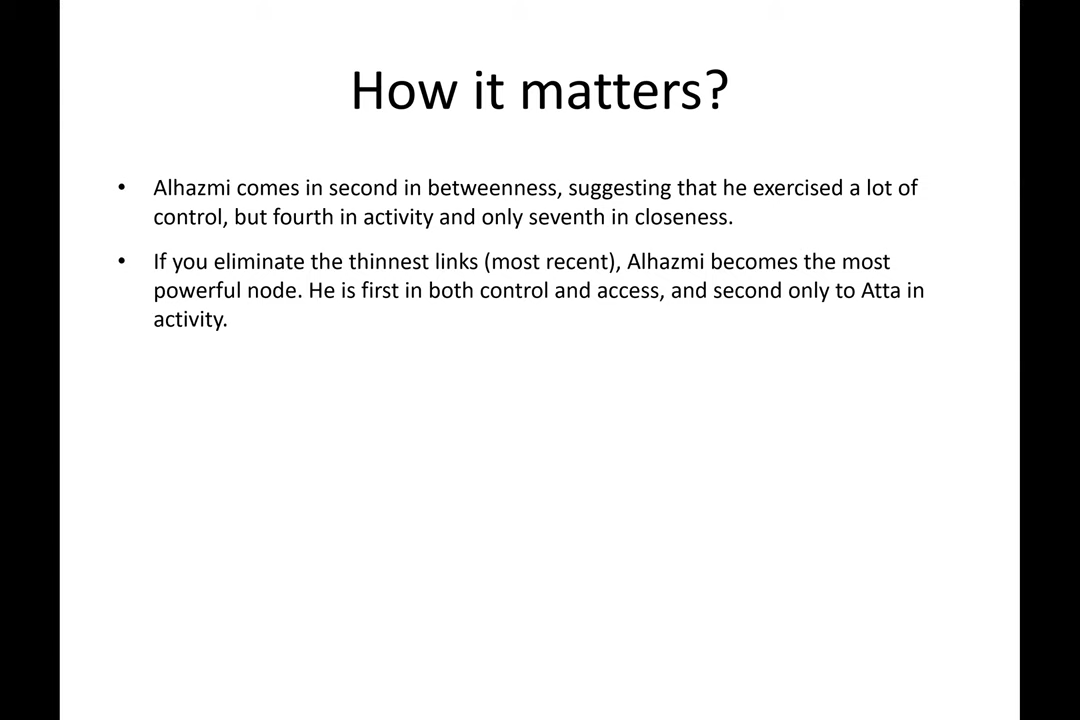 How it matters?
• Alhazmi comes in second in betweenness, suggesting that he exercised a lot of
control, but fourth in activity and only seventh in closeness.
• If you eliminate the thinnest links (most recent), Alhazmi becomes the most
powerful node. He is first in both control and access, and second only to Atta in
activity.